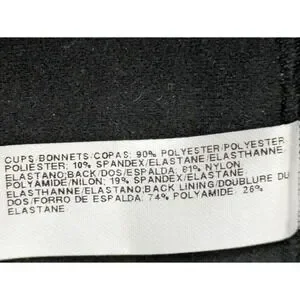 CUPS/BONNETS/COPAS: 90% POLYESTER/POLYESTER
POLIÉSTER: 10% SPANDEX/ELASTANE/ELASTHANNE
ELASTANO;BACK/DOS/ESPALDA: 81% NYLON
POLYAMIDE/NILON: 19% SPANDEX/ELASTANE
ELASTHANNE/ELASTANO;BACK LINING/DOUBLURE DU
DOS/FORRO DE ESPALDA: 74% POLYAMIDE: 26%
ELASTANE